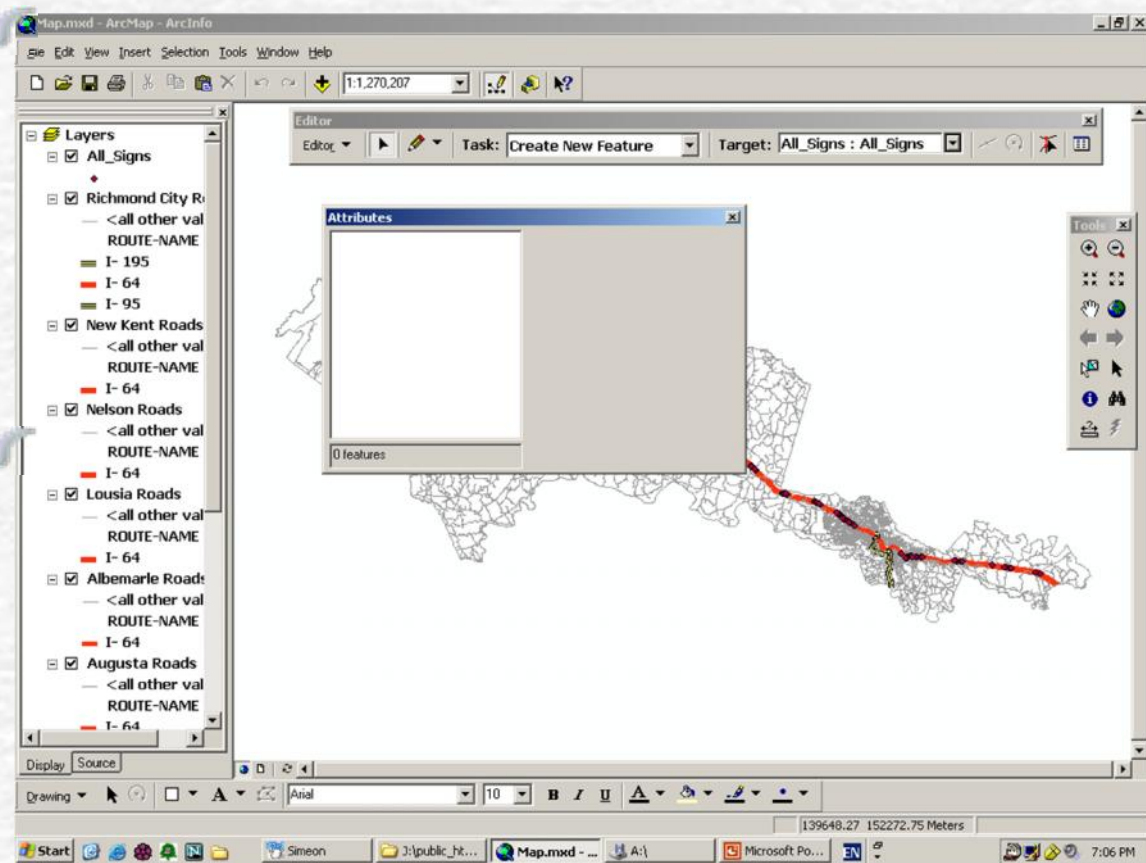 Map.mxd - ArcMap - ArcInfo
File Edit View Insert Selection Tools Window Help
1:1,270,207
Editor
Editor Task: Create New Feature Target: All_Signs : All_Signs
Layers
All_Signs
Richmond City R
<all other val
ROUTE-NAME
I- 195
I- 64
I- 95
New Kent Roads
<all other val
ROUTE-NAME
I- 64
Nelson Roads
<all other val
ROUTE-NAME
I- 64
Lousia Roads
<all other val
ROUTE-NAME
I- 64
Albemarle Roads
<all other val
ROUTE-NAME
I- 64
Augusta Roads
<all other val
ROUTE-NAME
I- 64
Attributes
0 features
Tools
Display Source
Drawing A Arial 10 B I U A
139648.27 152272.75 Meters
Start Simeon J:\public_ht... Map.mxd - ... A:\ Microsoft Po... EN 7:06 PM